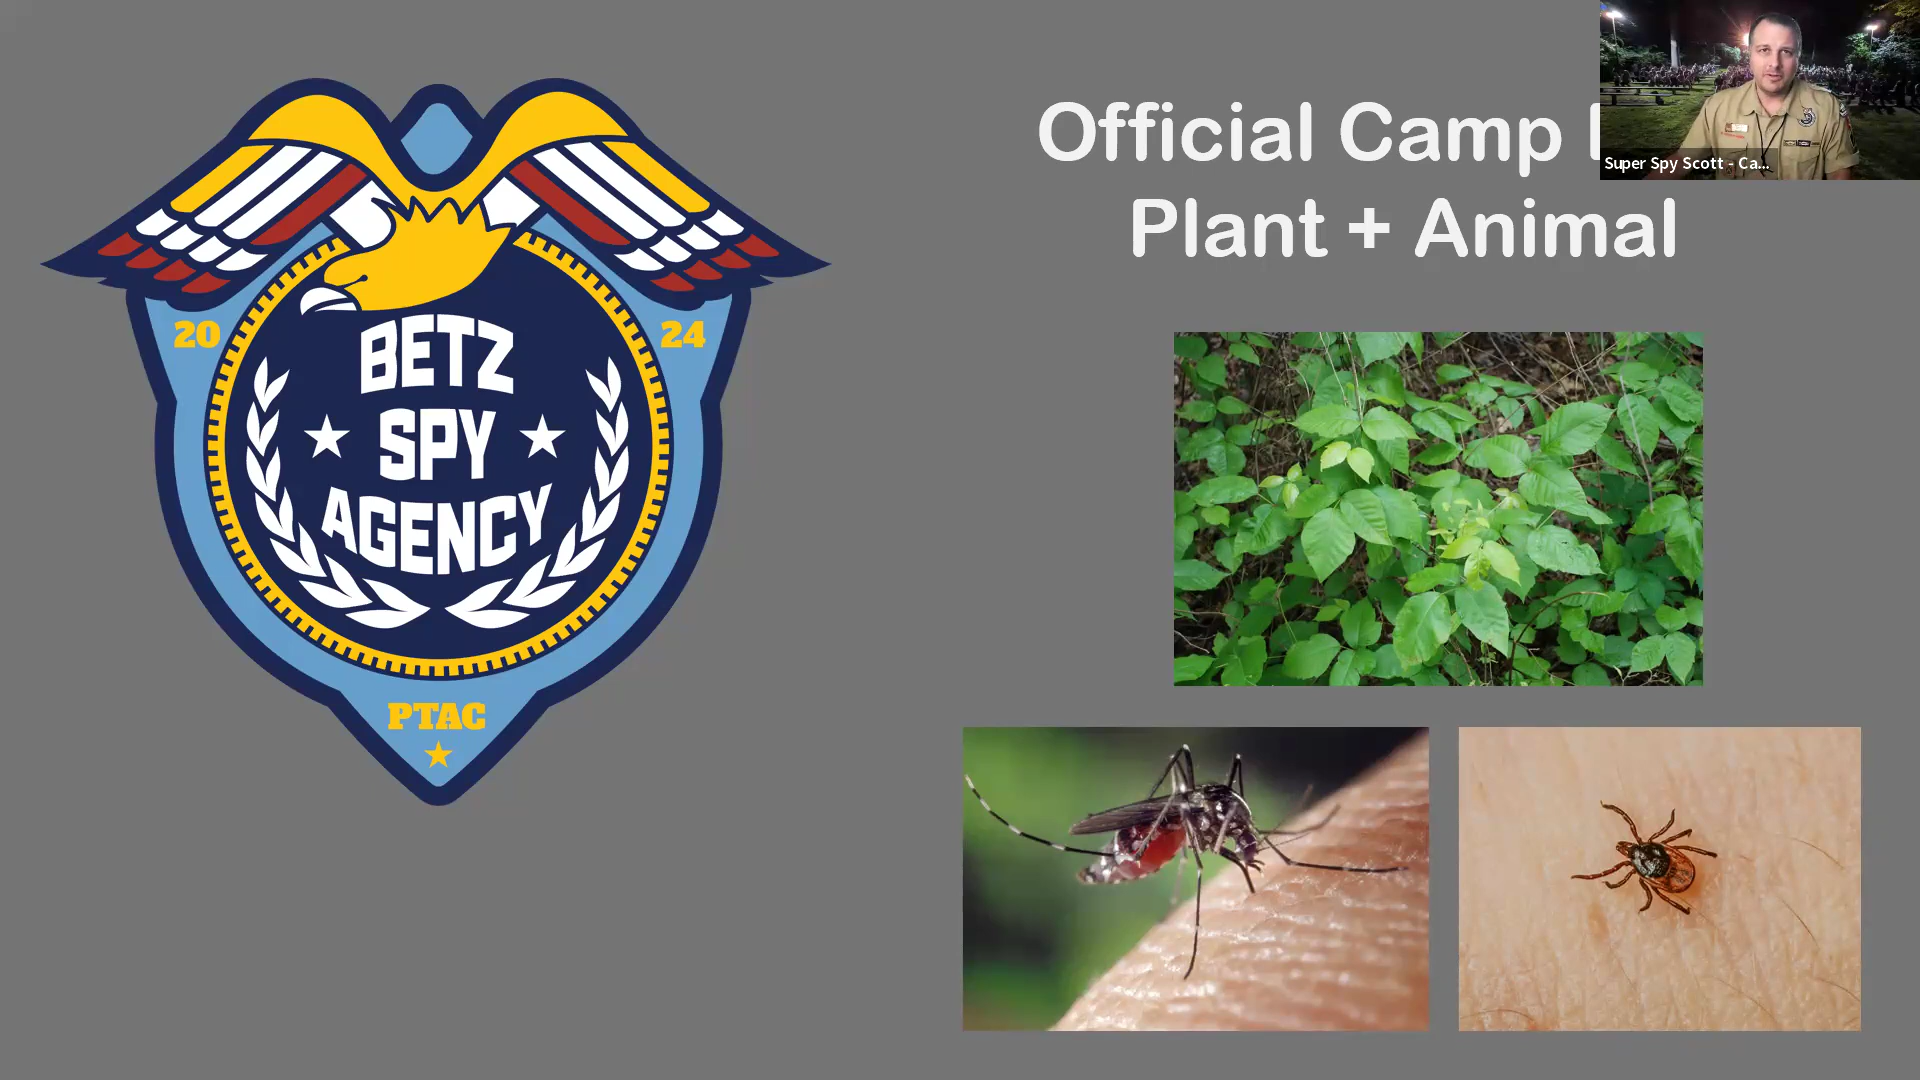 Official Camp
Plant + Animal
Super Spy Scott - Ca...
20 24
BETZ
SPY
AGENCY
PTAC